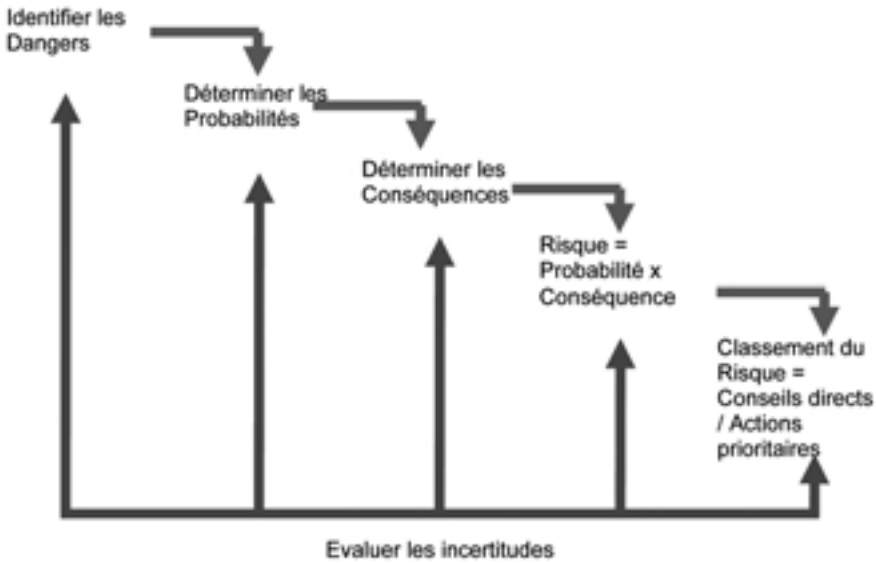 Identifier les
Dangers
Déterminer les
Probabilités
Déterminer les
Conséquences
Risque =
Probabilité x
Conséquence
Classement du
Risque =
Conseils directs
/ Actions
prioritaires
Evaluer les incertitudes